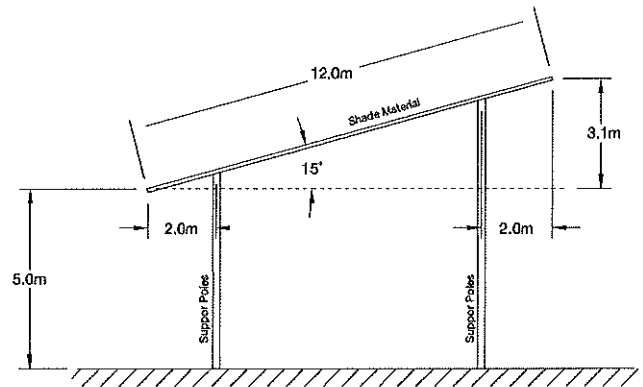 12.0m
Shade Material
3.1m
15°
2.0m
2.0m
5.0m
Suppor Poles
Suppor Poles